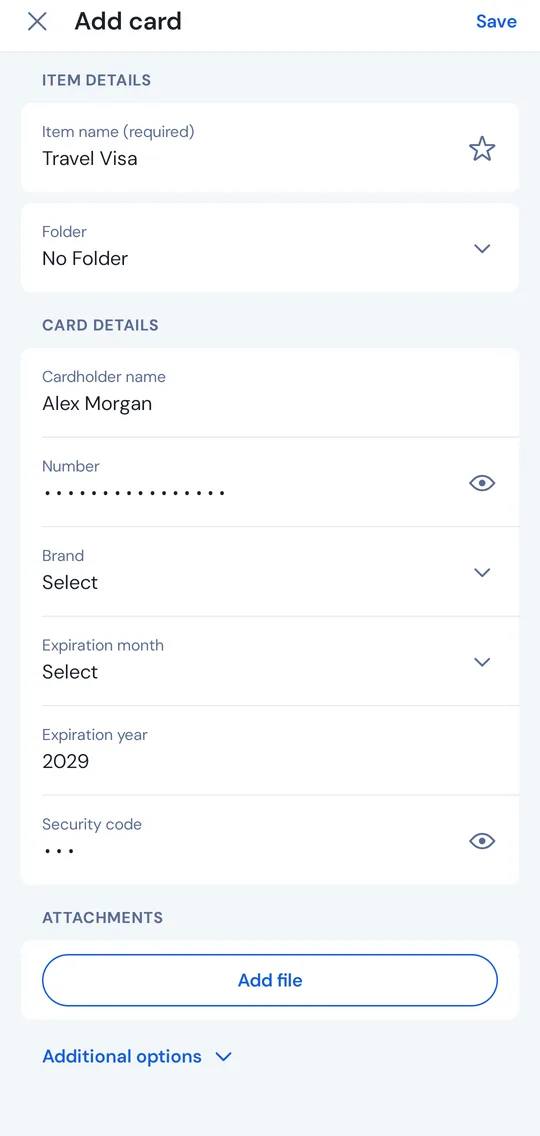 Add card
Save
ITEM DETAILS
Item name (required)
Travel Visa
Folder
No Folder
CARD DETAILS
Cardholder name
Alex Morgan
Number
••••••••••••••••
Brand
Select
Expiration month
Select
Expiration year
2029
Security code
•••
ATTACHMENTS
Add file
Additional options